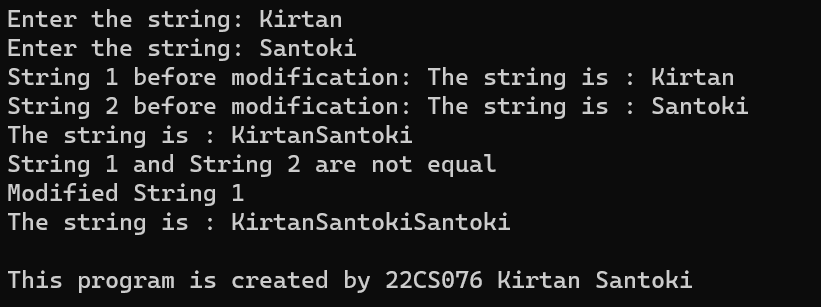 Enter the string: Kirtan
Enter the string: Santoki
String 1 before modification: The string is : Kirtan
String 2 before modification: The string is : Santoki
The string is : KirtanSantoki
String 1 and String 2 are not equal
Modified String 1
The string is : KirtanSantokiSantoki
This program is created by 22CS076 Kirtan Santoki